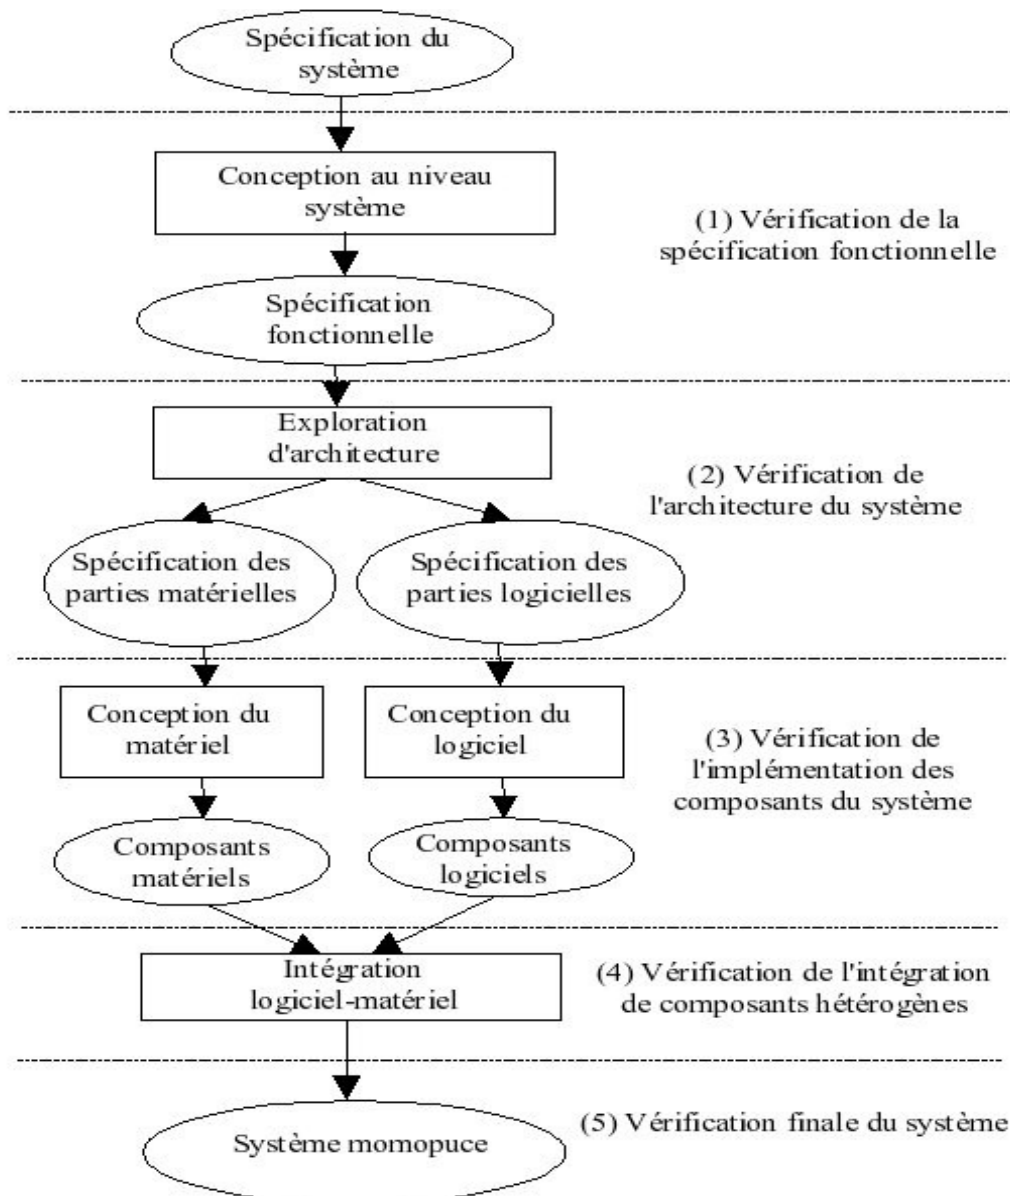 Spécification du
système
Conception au niveau
système
(1) Vérification de la
spécification fonctionnelle
Spécification
fonctionnelle
Exploration
d'architecture
(2) Vérification de
l'architecture du système
Spécification des
parties matérielles
Spécification des
parties logicielles
Conception du
matériel
Conception du
logiciel
(3) Vérification de
l'implémentation des
composants du système
Composants
matériels
Composants
logiciels
Intégration
logiciel-matériel
(4) Vérification de l'intégration
de composants hétérogènes
(5) Vérification finale du système
Système momopuce